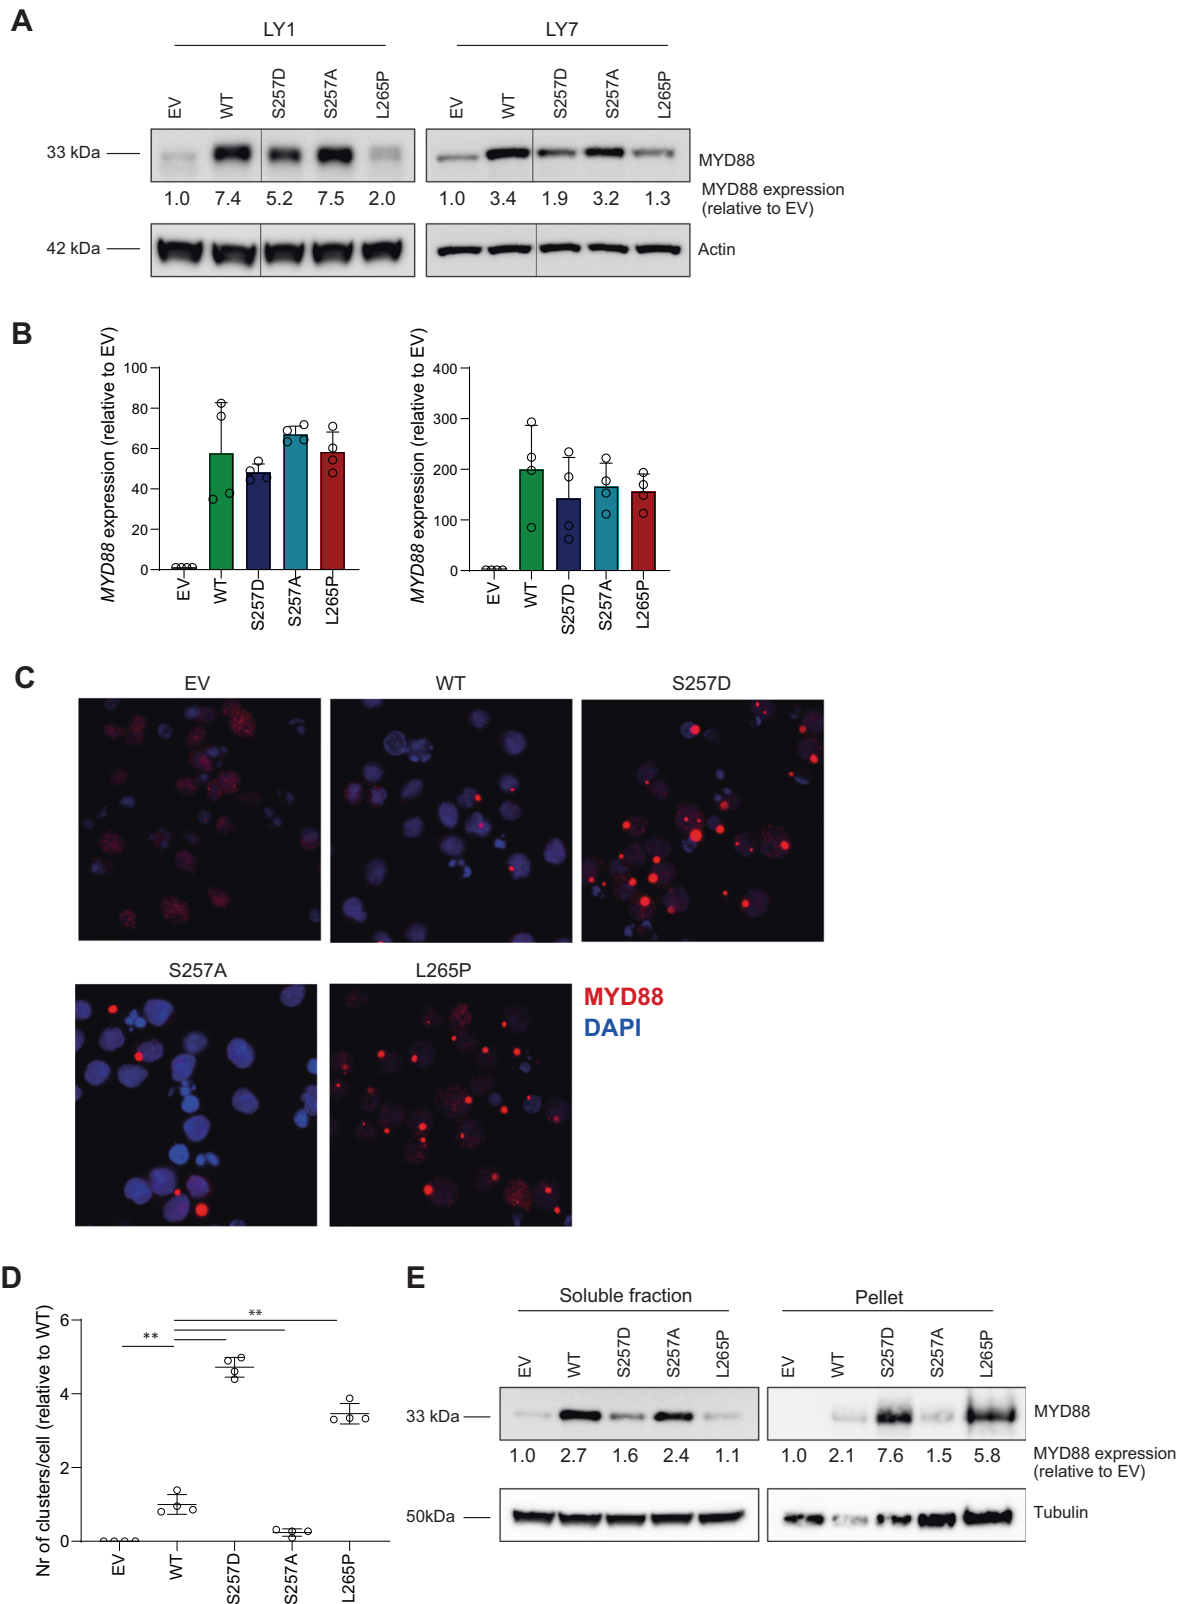 A
LY1
LY7
EV
WT
S257D
S257A
L265P
EV
WT
S257D
S257A
L265P
33 kDa
MYD88
1.0 7.4 5.2 7.5 2.0
1.0 3.4 1.9 3.2 1.3
MYD88 expression
(relative to EV)
42 kDa
Actin
B
MYD88 expression (relative to EV)
100
80
60
40
20
0
EV
WT
S257D
S257A
L265P
MYD88 expression (relative to EV)
400
300
200
100
0
EV
WT
S257D
S257A
L265P
C
EV
WT
S257D
S257A
L265P
MYD88
DAPI
D
Nr of clusters/cell (relative to WT)
6
4
2
0
**
**
EV
WT
S257D
S257A
L265P
E
Soluble fraction
Pellet
EV
WT
S257D
S257A
L265P
EV
WT
S257D
S257A
L265P
33 kDa
MYD88
1.0 2.7 1.6 2.4 1.1
1.0 2.1 7.6 1.5 5.8
MYD88 expression
(relative to EV)
50kDa
Tubulin